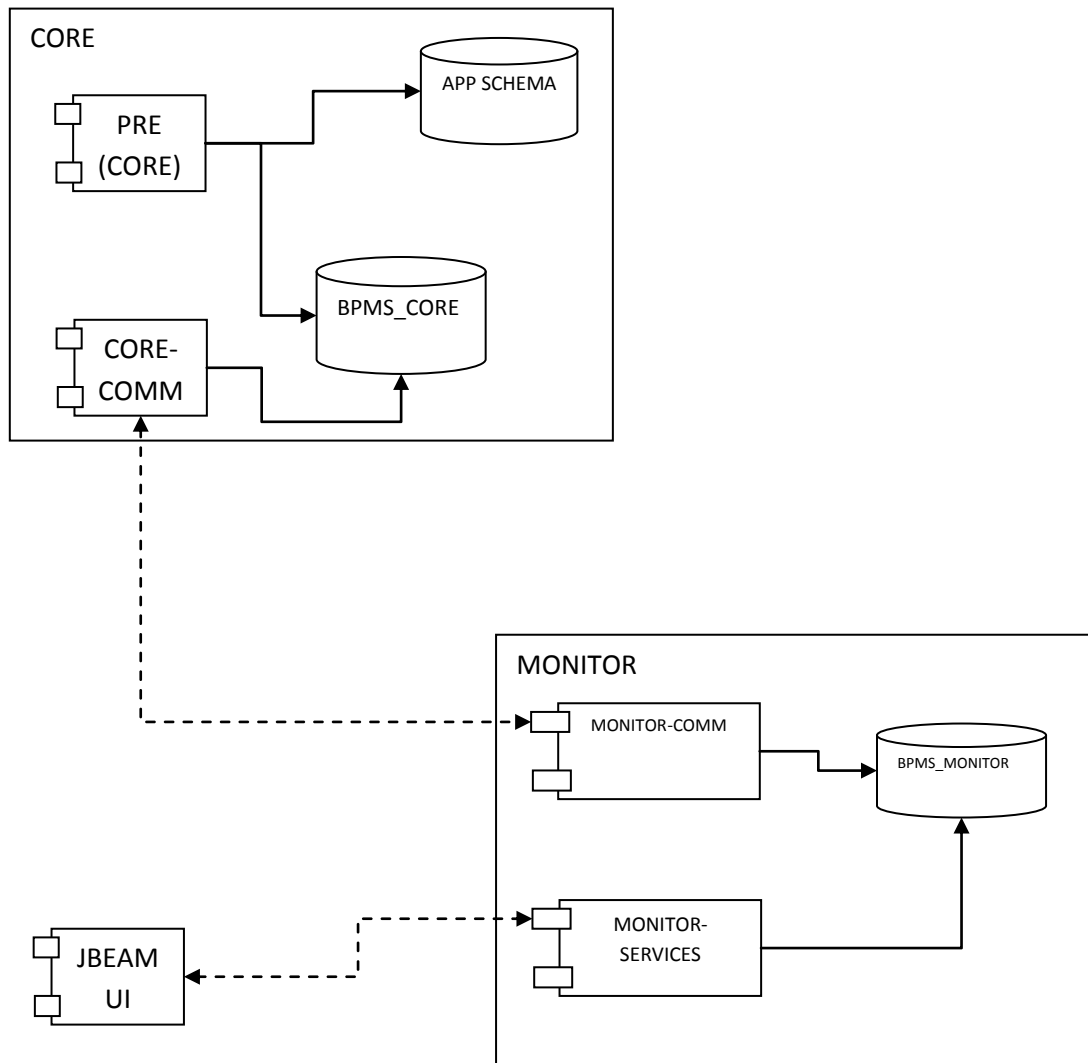 CORE
APP SCHEMA
PRE
(CORE)
BPMS_CORE
CORE-
COMM
MONITOR
MONITOR-COMM
BPMS_MONITOR
MONITOR-
SERVICES
JBEAM
UI